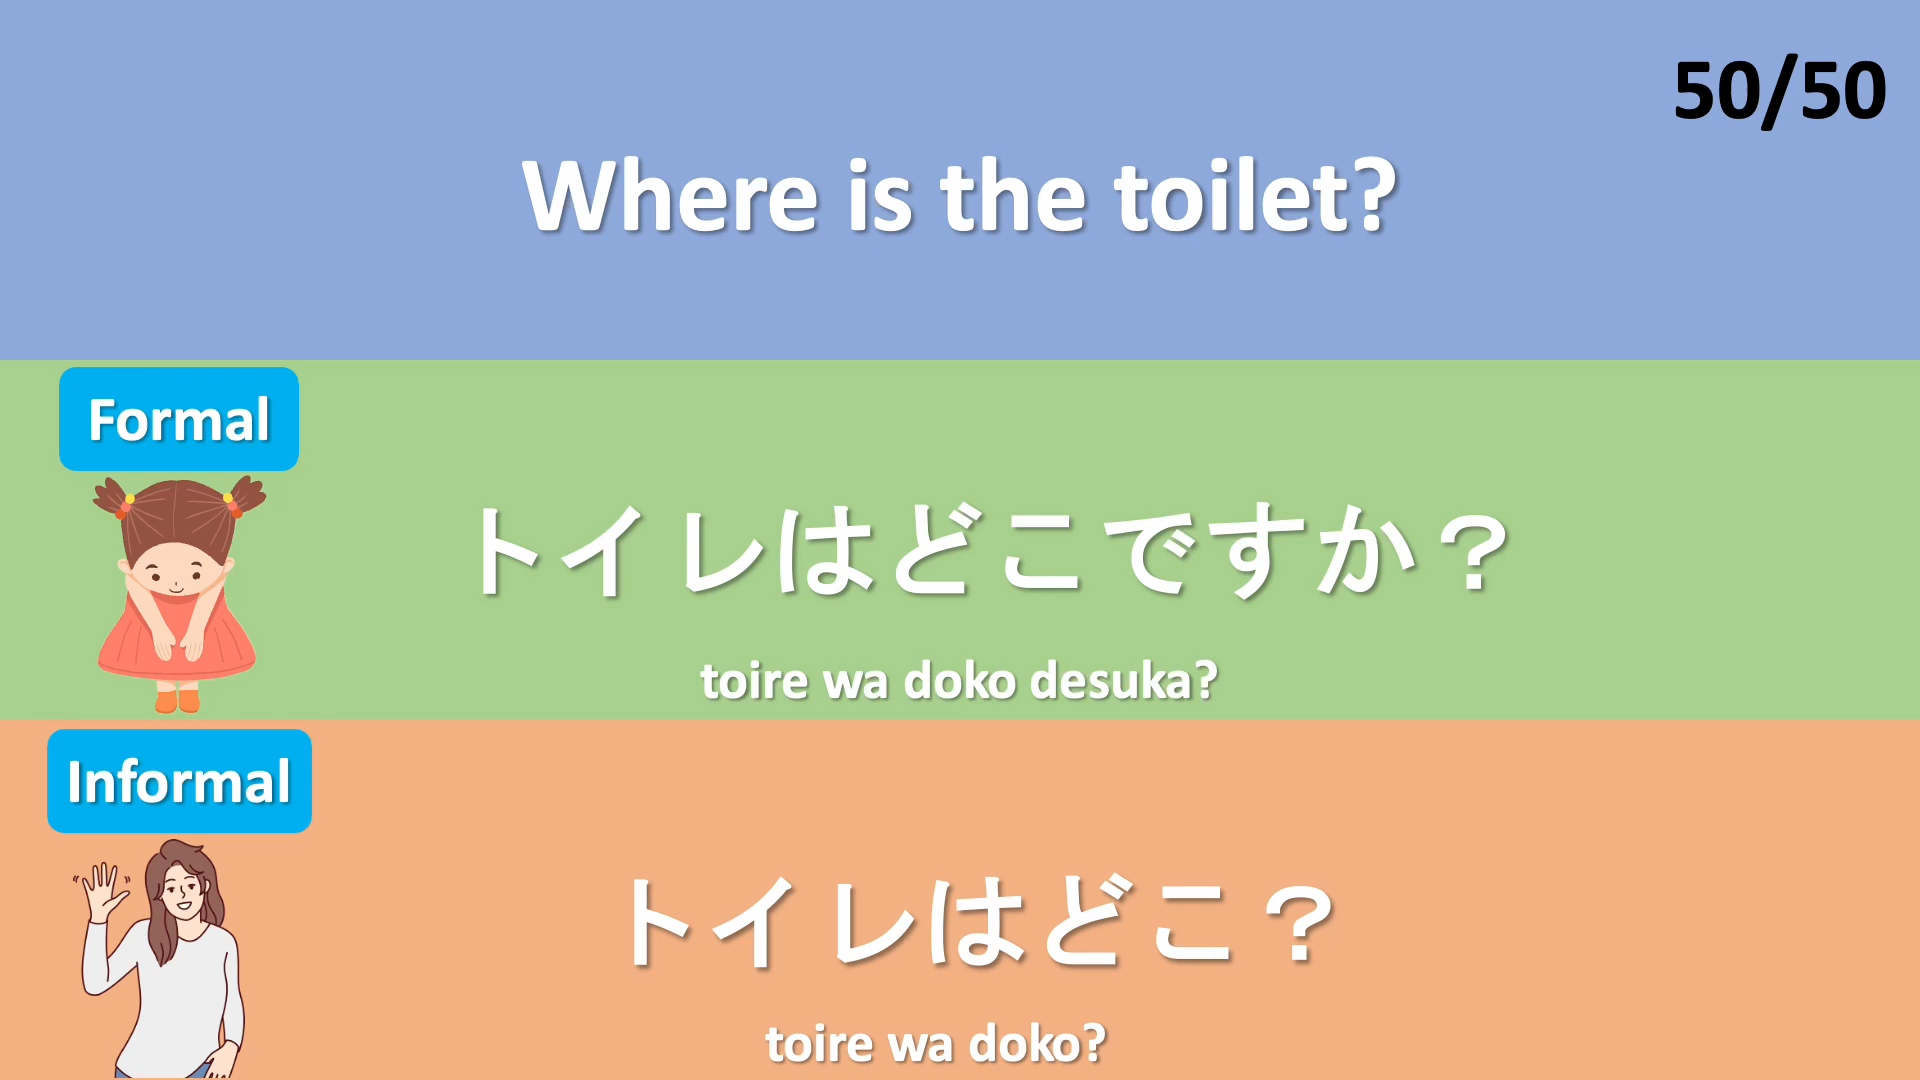 50/50
Where is the toilet?
Formal
トイレはどこですか？
toire wa doko desuka?
Informal
トイレはどこ？
toire wa doko?